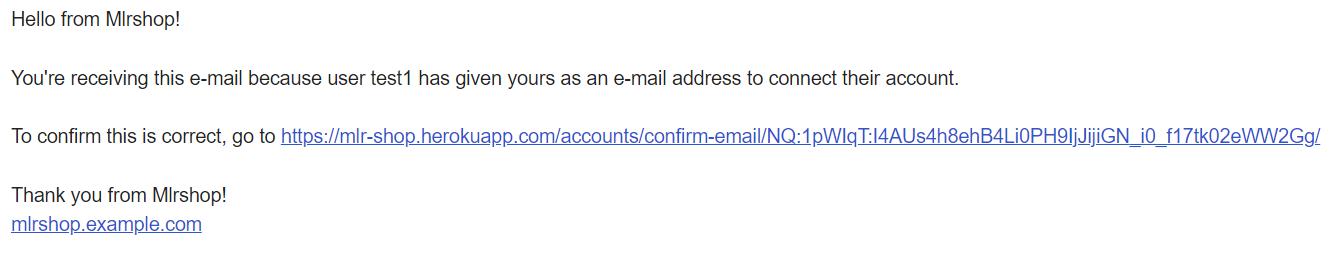 Hello from Mlrshop!
You're receiving this e-mail because user test1 has given yours as an e-mail address to connect their account.
To confirm this is correct, go to https://mlr-shop.herokuapp.com/accounts/confirm-email/NQ:1pWIqT:I4AUs4h8ehB4Li0PH9IjJijiGN_i0_f17tk02eWW2Gg/
Thank you from Mlrshop!
mlrshop.example.com